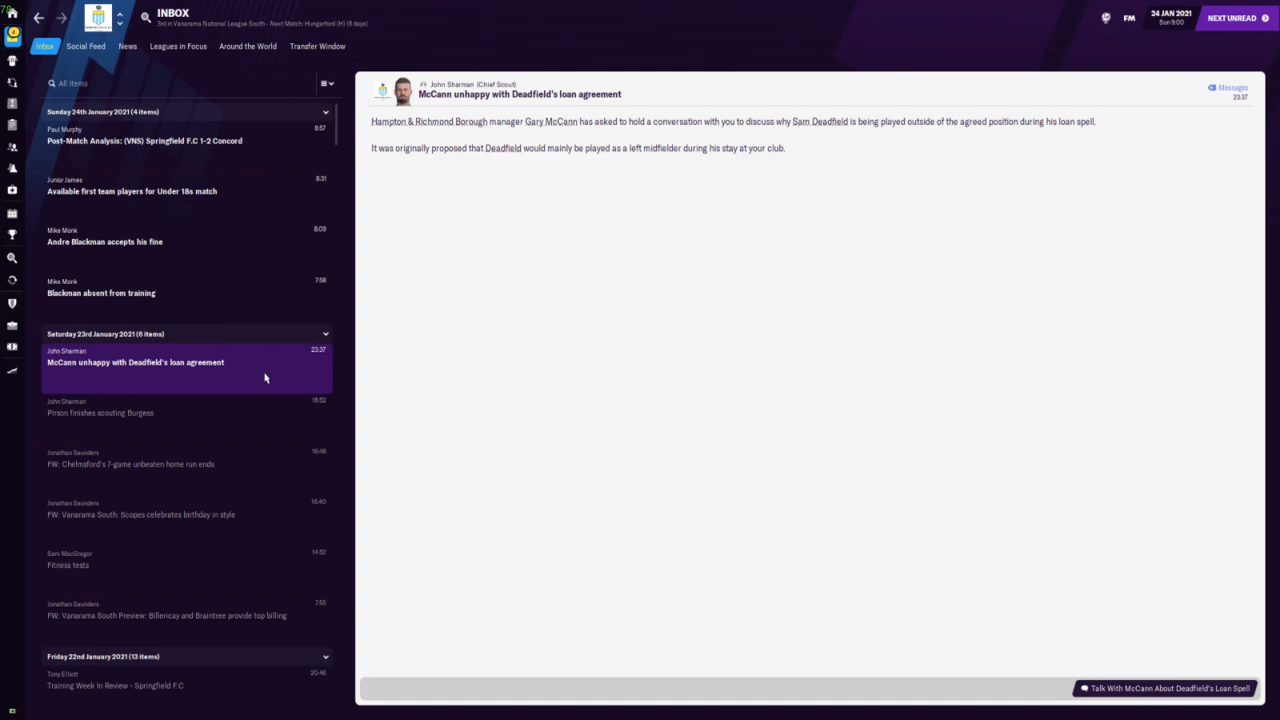 INBOX
3rd in Vanarama National League South - Next Match: Hungerford (H) (6 days)
FM
24 JAN 2021
Sun 9:00
NEXT UNREAD
Inbox
Social Feed
News
Leagues in Focus
Around the World
Transfer Window
All Items
Sunday 24th January 2021 (4 items)
Paul Murphy
8:57
Post-Match Analysis: (VNS) Springfield F.C 1-2 Concord
Junior James
8:31
Available first team players for Under 18s match
Mike Monk
8:09
Andre Blackman accepts his fine
Mike Monk
7:58
Blackman absent from training
Saturday 23rd January 2021 (6 items)
John Sharman
23:37
McCann unhappy with Deadfield's loan agreement
John Sharman
16:52
Pirson finishes scouting Burgess
Jonathan Saunders
16:48
FW: Chelmsford's 7-game unbeaten home run ends
Jonathan Saunders
16:40
FW: Vanarama South: Scopes celebrates birthday in style
Sam MacGregor
14:52
Fitness tests
Jonathan Saunders
7:55
FW: Vanarama South Preview: Billericay and Braintree provide top billing
Friday 22nd January 2021 (13 items)
Tony Elliott
20:46
Training Week In Review - Springfield F.C
John Sharman (Chief Scout)
McCann unhappy with Deadfield's loan agreement
Messages
23:37
Hampton & Richmond Borough manager Gary McCann has asked to hold a conversation with you to discuss why Sam Deadfield is being played outside of the agreed position during his loan spell.
It was originally proposed that Deadfield would mainly be played as a left midfielder during his stay at your club.
Talk With McCann About Deadfield's Loan Spell